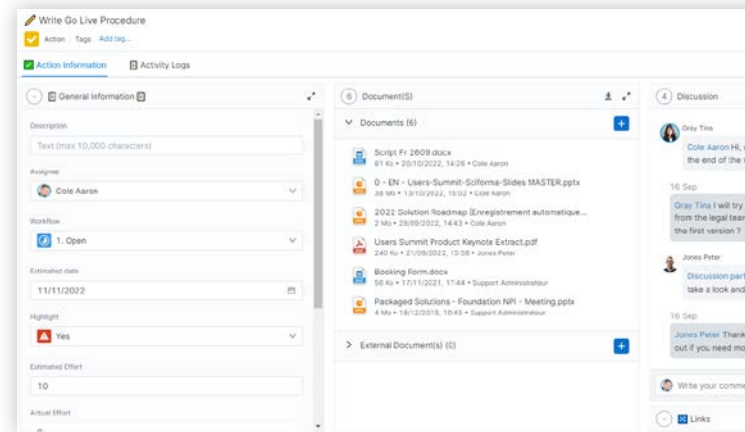 Write Go Live Procedure
Action Tags Add tag...
Action Information Activity Logs
General Information
Description
Text (max 10,000 characters)
Assignee
Cole Aaron
Workflow
1. Open
Estimated date
11/11/2022
Highlight
Yes
Estimated Effort
10
Actual Effort
6 Document(S)
Documents (6)
Script Fr 2609.docx
81 Ko • 20/10/2022, 14:26 • Cole Aaron
0 - EN - Users-Summit-Sciforma-Slides MASTER.pptx
38 Mo • 13/10/2022, 15:02 • Cole Aaron
2022 Solution Roadmap [Enregistrement automatique...
2 Mo • 29/09/2022, 14:43 • Cole Aaron
Users Summit Product Keynote Extract.pdf
240 Ko • 21/09/2022, 15:38 • Jones Peter
Booking Form.docx
56 Ko • 17/11/2021, 17:44 • Support Administrateur
Packaged Solutions - Foundation NPI - Meeting.pptx
4 Mo • 18/12/2019, 10:45 • Support Administrateur
External Document(s) (0)
4 Discussion
Gray Tina
Cole Aaron Hi,
the end of the
16 Sep
Gray Tina I will try
from the legal team
the first version ?
Jones Peter
Discussion part
take a look and
16 Sep
Jones Peter Thank
out if you need mo
Write your comme
Links